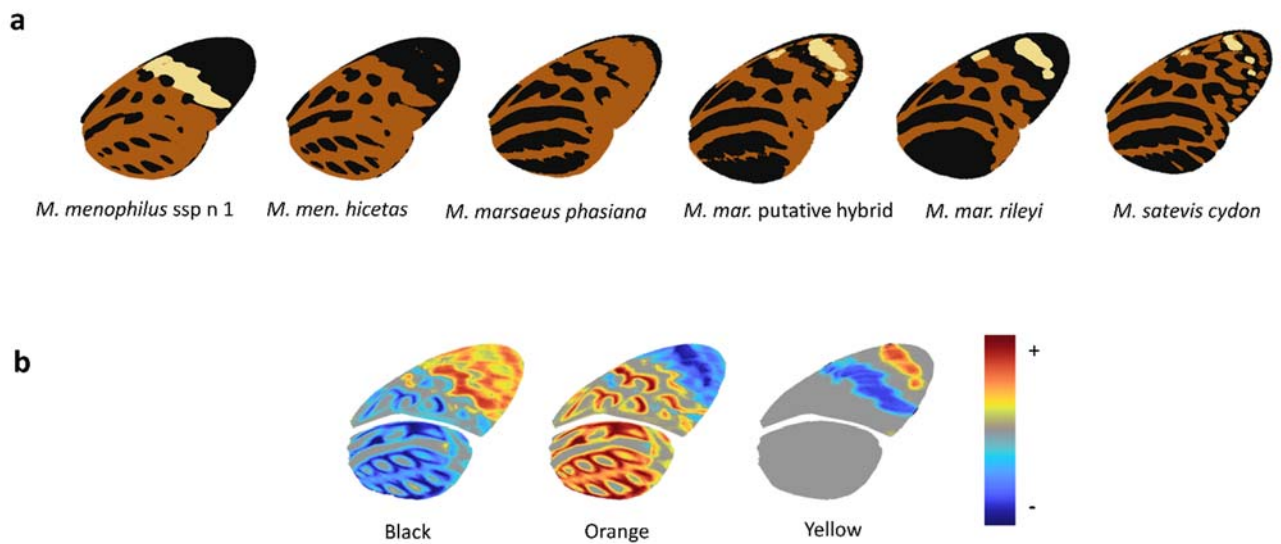 a
M. menophilus ssp n 1
M. men. hicetas
M. marsaeus phasiana
M. mar. putative hybrid
M. mar. rileyi
M. satevis cydon
b
+
-
Black
Orange
Yellow